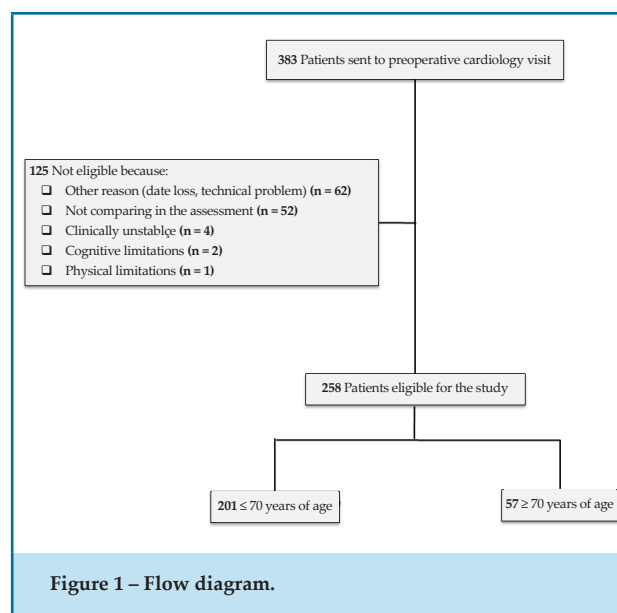 383 Patients sent to preoperative cardiology visit
125 Not eligible because:
❑ Other reason (date loss, technical problem) (n = 62)
❑ Not comparing in the assessment (n = 52)
❑ Clinically unstablçe (n = 4)
❑ Cognitive limitations (n = 2)
❑ Physical limitations (n = 1)
258 Patients eligible for the study
201 ≤ 70 years of age
57 ≥ 70 years of age
Figure 1 – Flow diagram.